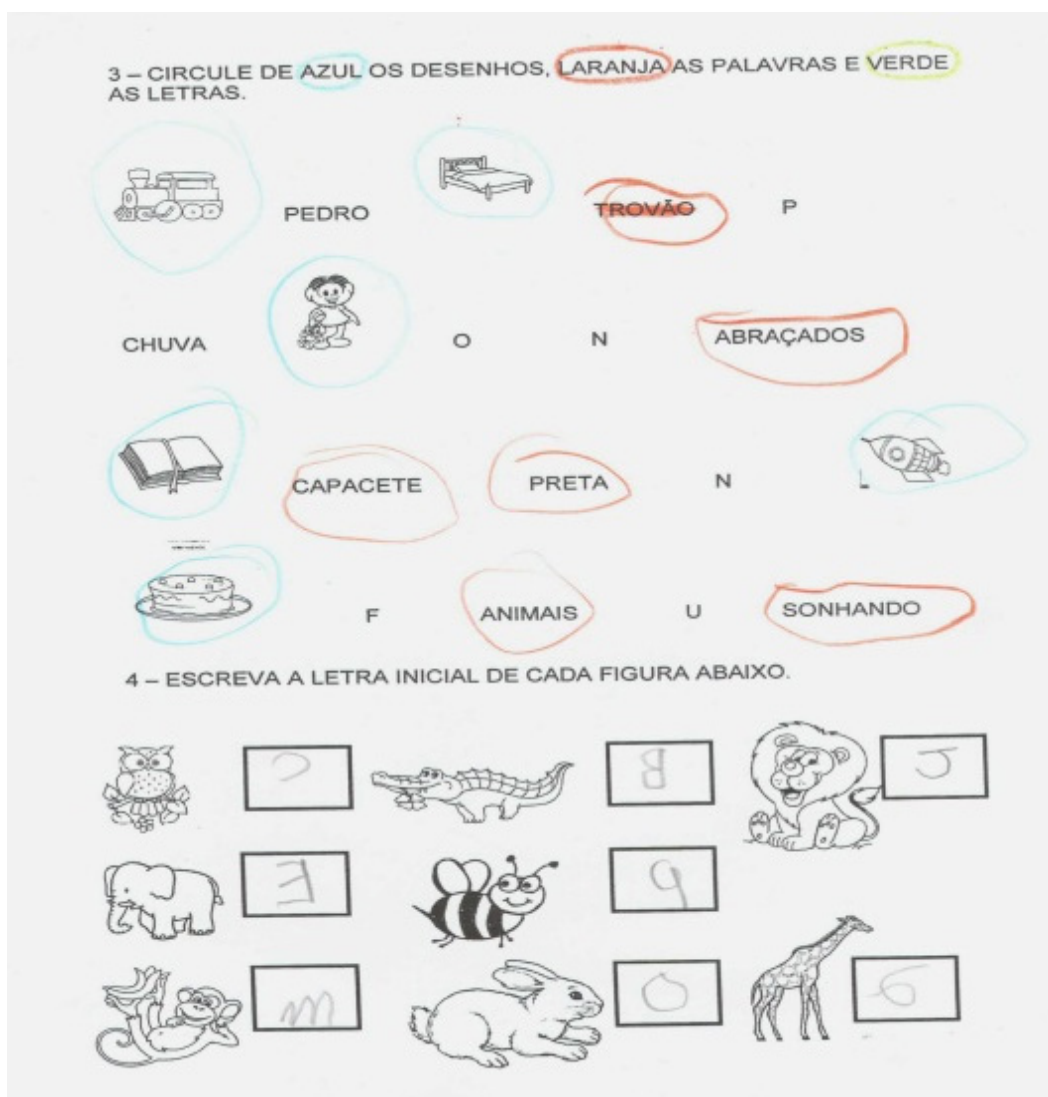 3 – CIRCULE DE AZUL OS DESENHOS, LARANJA AS PALAVRAS E VERDE
AS LETRAS.
PEDRO TROVÃO P
CHUVA O N ABRAÇADOS
CAPACETE PRETA N L
F ANIMAIS U SONHANDO
4 – ESCREVA A LETRA INICIAL DE CADA FIGURA ABAIXO.
C B J
E 9
M O G